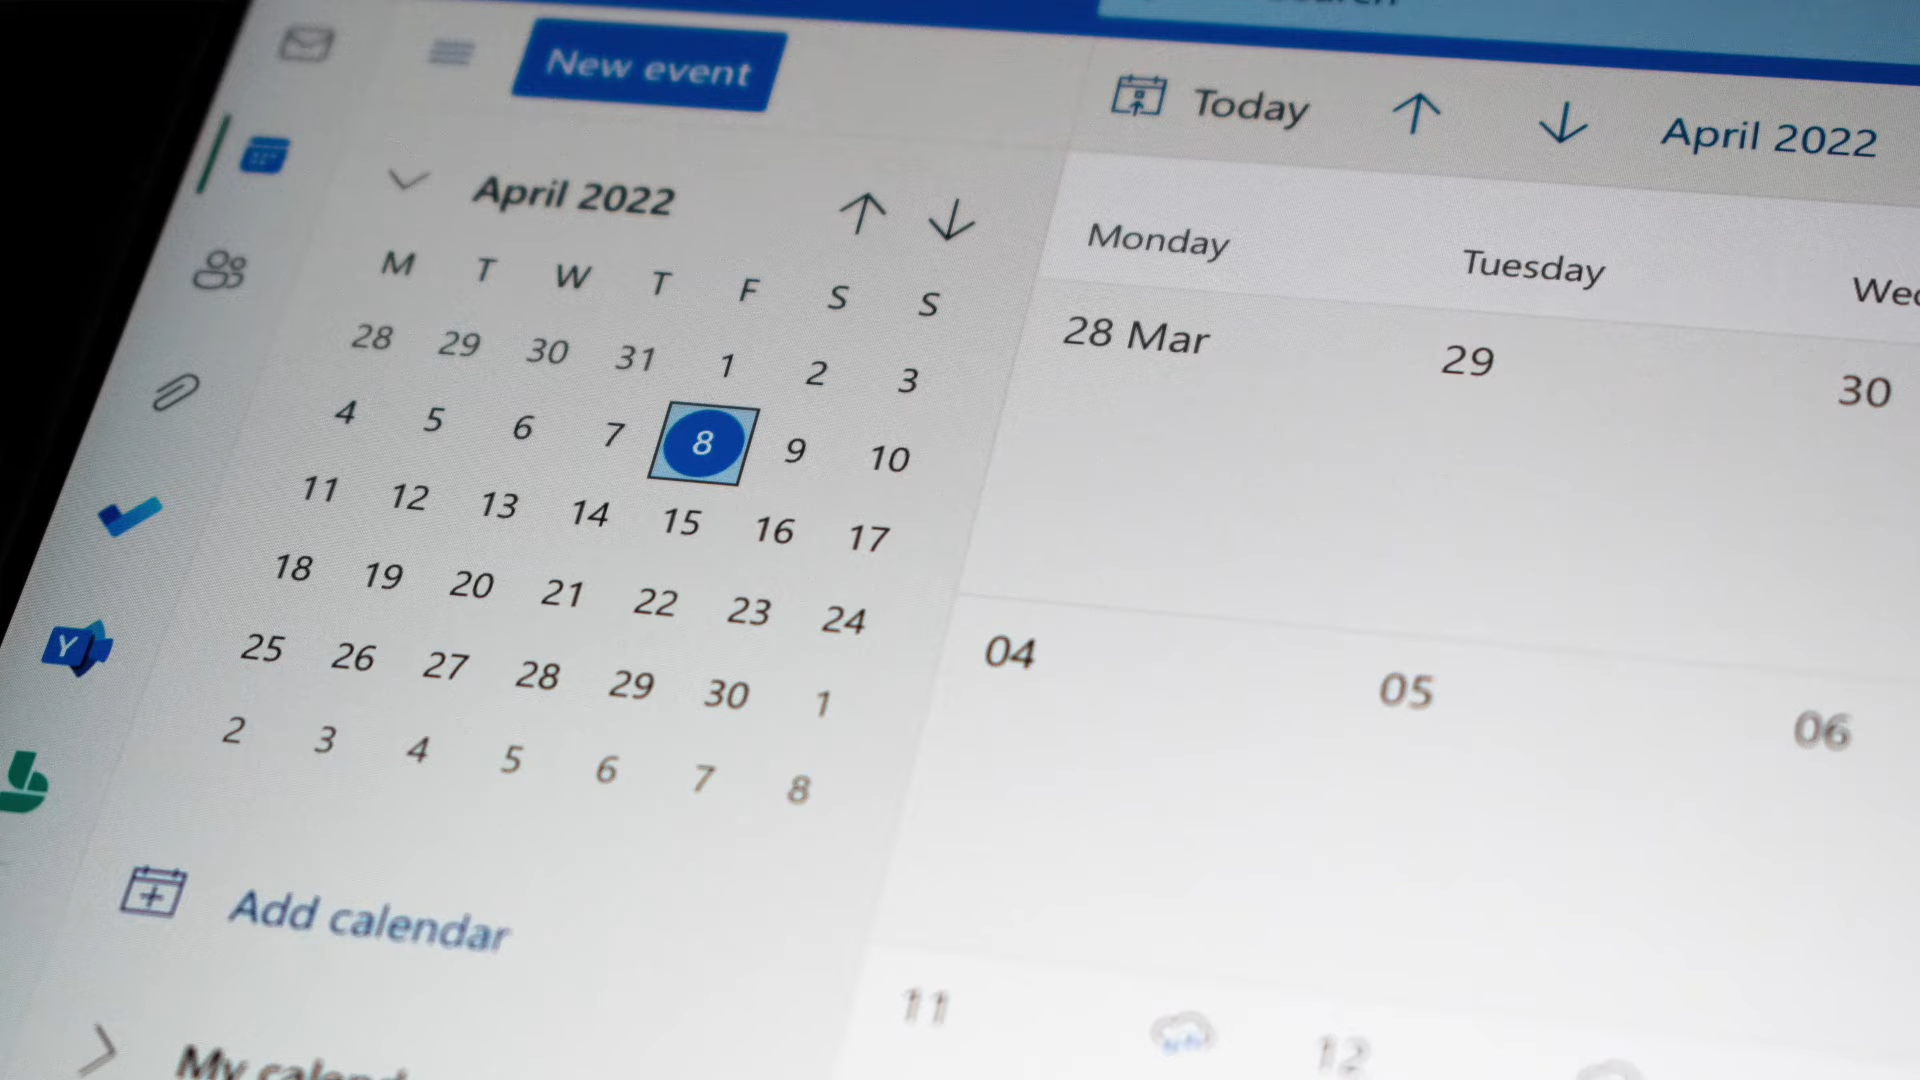 New event
Today April 2022
April 2022
M T W T F S S
28 29 30 31 1 2 3
4 5 6 7 8 9 10
11 12 13 14 15 16 17
18 19 20 21 22 23 24
25 26 27 28 29 30 1
2 3 4 5 6 7 8
Add calendar
My
Monday Tuesday
28 Mar 29 30
04 05 06
11 12
Y